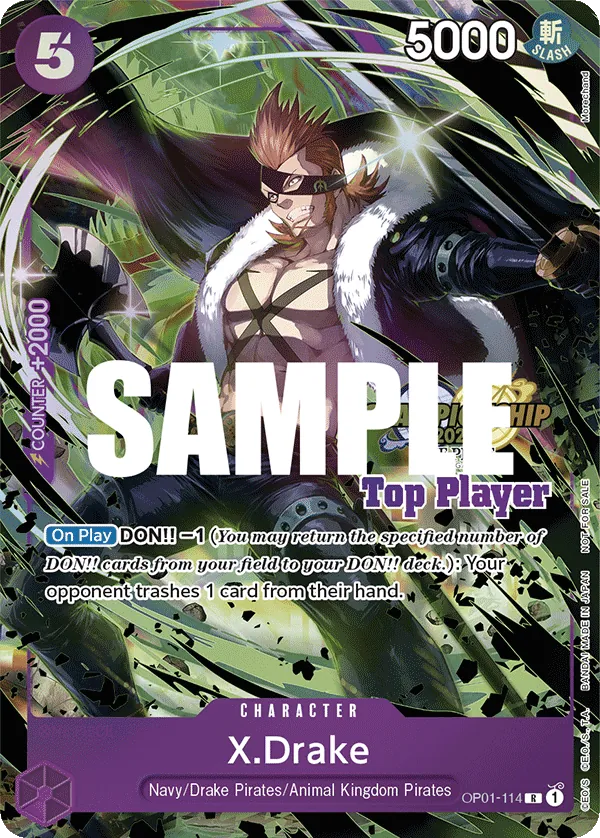 5
5000
斬
SLASH
Morechand
COUNTER +2000
SAMPLE
Top Player
On Play DON!! −1 (You may return the specified number of
DON!! cards from your field to your DON!! deck.): Your
opponent trashes 1 card from their hand.
CHARACTER
X.Drake
Navy/Drake Pirates/Animal Kingdom Pirates
OP01-114 R 1
©E.O/S ©E.O./S.,T.A. BANDAI MADE IN JAPAN NOT FOR SALE